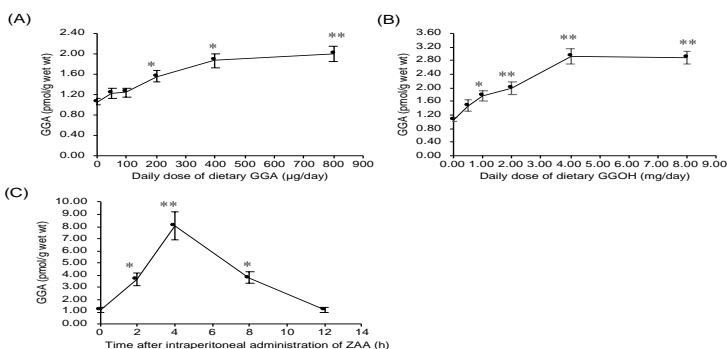 (A)
GGA (pmol/g wet wt)
2.40
2.00
1.60
1.20
0.80
0.40
0.00
* * **
0 100 200 300 400 500 600 700 800 900
Daily dose of dietary GGA (µg/day)
(B)
GGA (pmol/g wet wt)
3.60
3.20
2.80
2.40
2.00
1.60
1.20
0.80
0.40
0.00
* ** ** **
0.00 1.00 2.00 3.00 4.00 5.00 6.00 7.00 8.00 9.00
Daily dose of dietary GGOH (mg/day)
(C)
GGA (pmol/g wet wt)
10.00
9.00
8.00
7.00
6.00
5.00
4.00
3.00
2.00
1.00
0.00
* ** *
0 2 4 6 8 10 12 14
Time after intraperitoneal administration of ZAA (h)